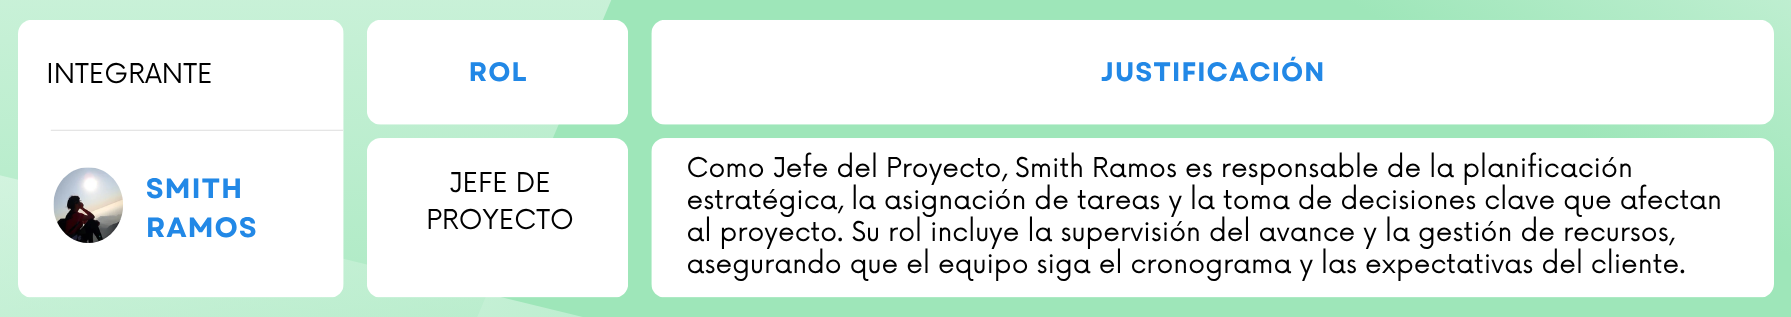 INTEGRANTE
ROL
JUSTIFICACIÓN
SMITH
RAMOS
JEFE DE
PROYECTO
Como Jefe del Proyecto, Smith Ramos es responsable de la planificación
estratégica, la asignación de tareas y la toma de decisiones clave que afectan
al proyecto. Su rol incluye la supervisión del avance y la gestión de recursos,
asegurando que el equipo siga el cronograma y las expectativas del cliente.